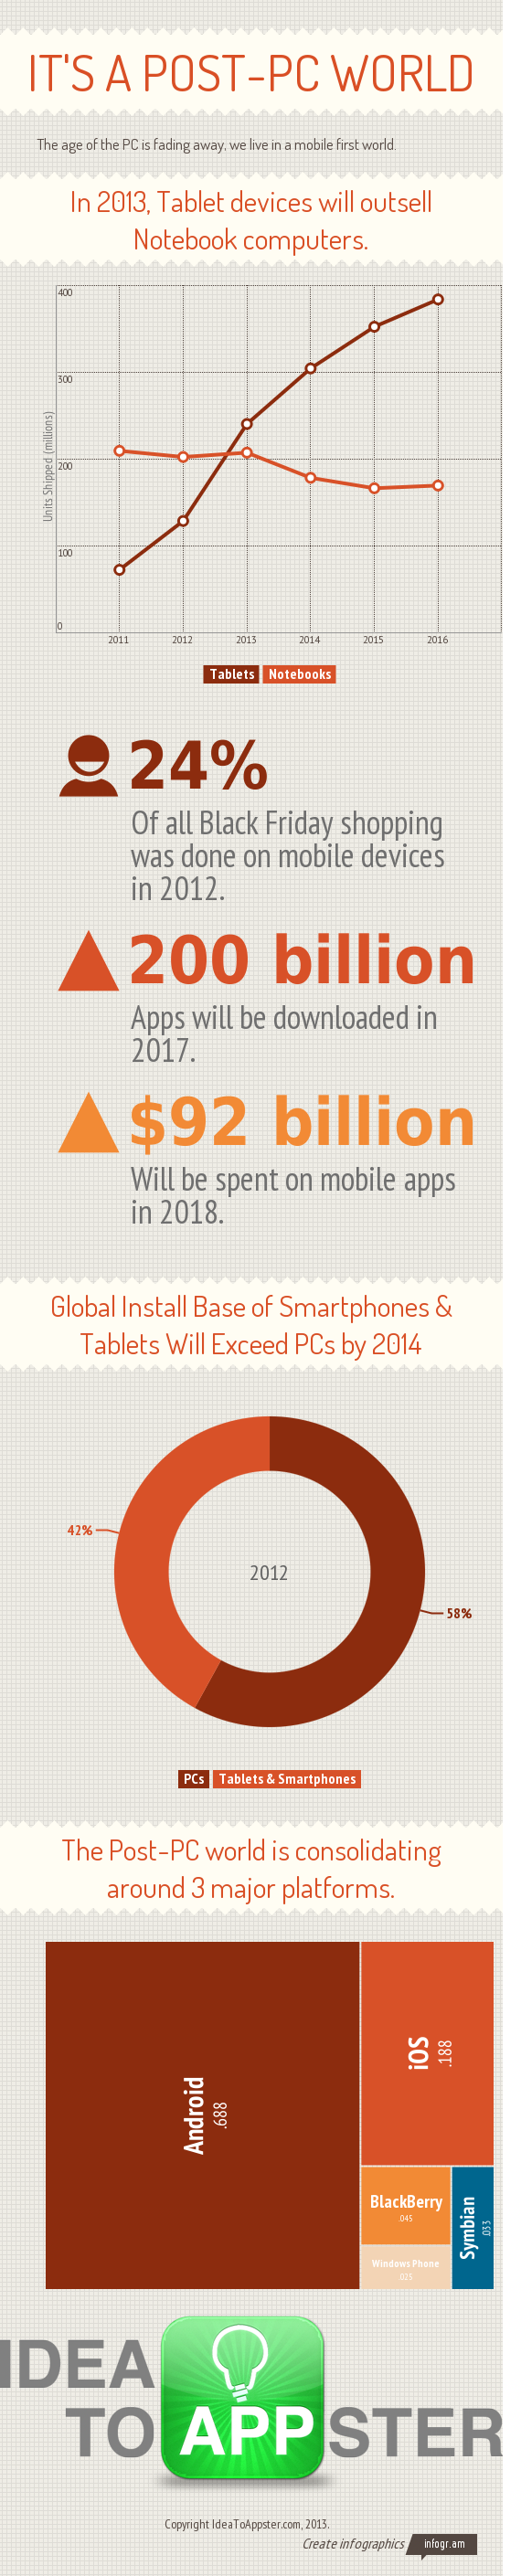 IT'S A POST-PC WORLD
The age of the PC is fading away, we live in a mobile first world.
In 2013, Tablet devices will outsell
Notebook computers.
400
300
200
100
0
Units Shipped (millions)
2011 2012 2013 2014 2015 2016
Tablets Notebooks
24%
Of all Black Friday shopping
was done on mobile devices
in 2012.
200 billion
Apps will be downloaded in
2017.
$92 billion
Will be spent on mobile apps
in 2018.
Global Install Base of Smartphones &
Tablets Will Exceed PCs by 2014
42%
2012
58%
PCs Tablets & Smartphones
The Post-PC world is consolidating
around 3 major platforms.
Android
.688
iOS
.188
BlackBerry
.045
Symbian
.033
Windows Phone
.025
IDEA
TO APPSTER
Copyright IdeaToAppster.com, 2013.
Create infographics infogr.am